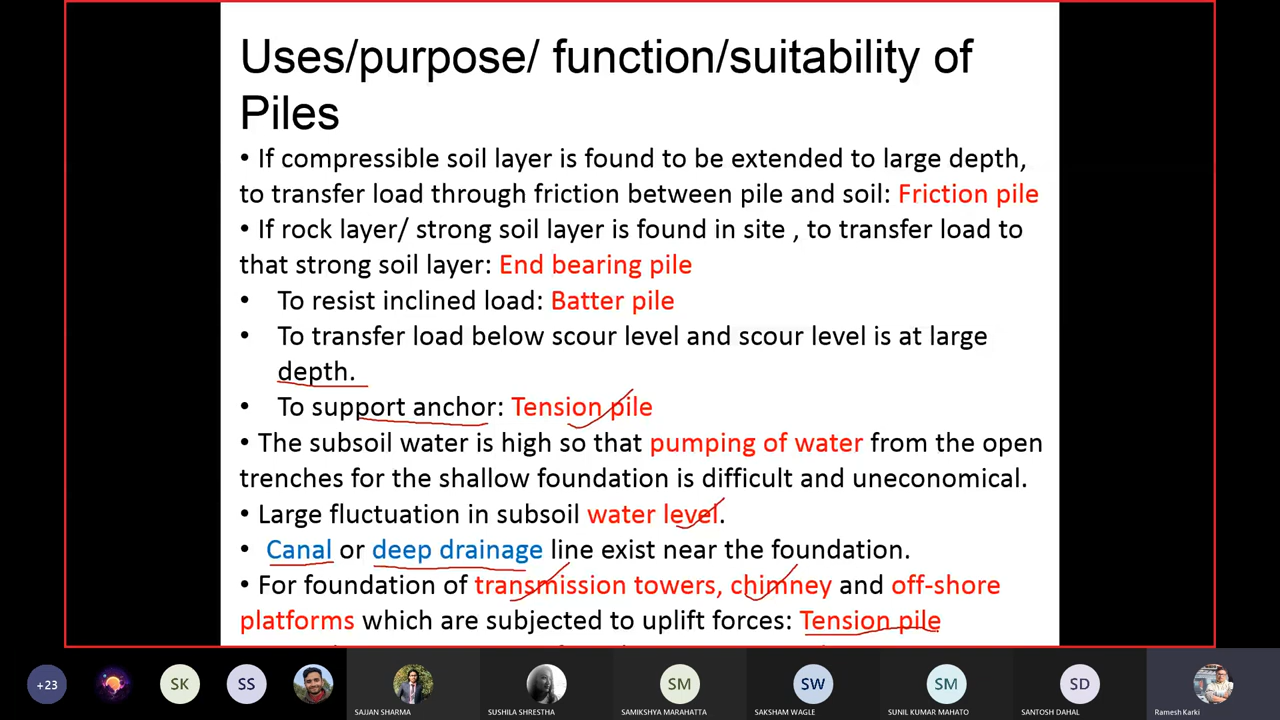 Uses/purpose/ function/suitability of
Piles
• If compressible soil layer is found to be extended to large depth,
to transfer load through friction between pile and soil: Friction pile
• If rock layer/ strong soil layer is found in site , to transfer load to
that strong soil layer: End bearing pile
• To resist inclined load: Batter pile
• To transfer load below scour level and scour level is at large
depth.
• To support anchor: Tension pile
• The subsoil water is high so that pumping of water from the open
trenches for the shallow foundation is difficult and uneconomical.
• Large fluctuation in subsoil water level.
• Canal or deep drainage line exist near the foundation.
• For foundation of transmission towers, chimney and off-shore
platforms which are subjected to uplift forces: Tension pile
+23
SK
SS
SAJJAN SHARMA
SUSHILA SHRESTHA
SM
SAMIKSHYA MARAHATTA
SW
SAKSHAM WAGLE
SM
SUNIL KUMAR MAHATO
SD
SANTOSH DAHAL
Ramesh Karki